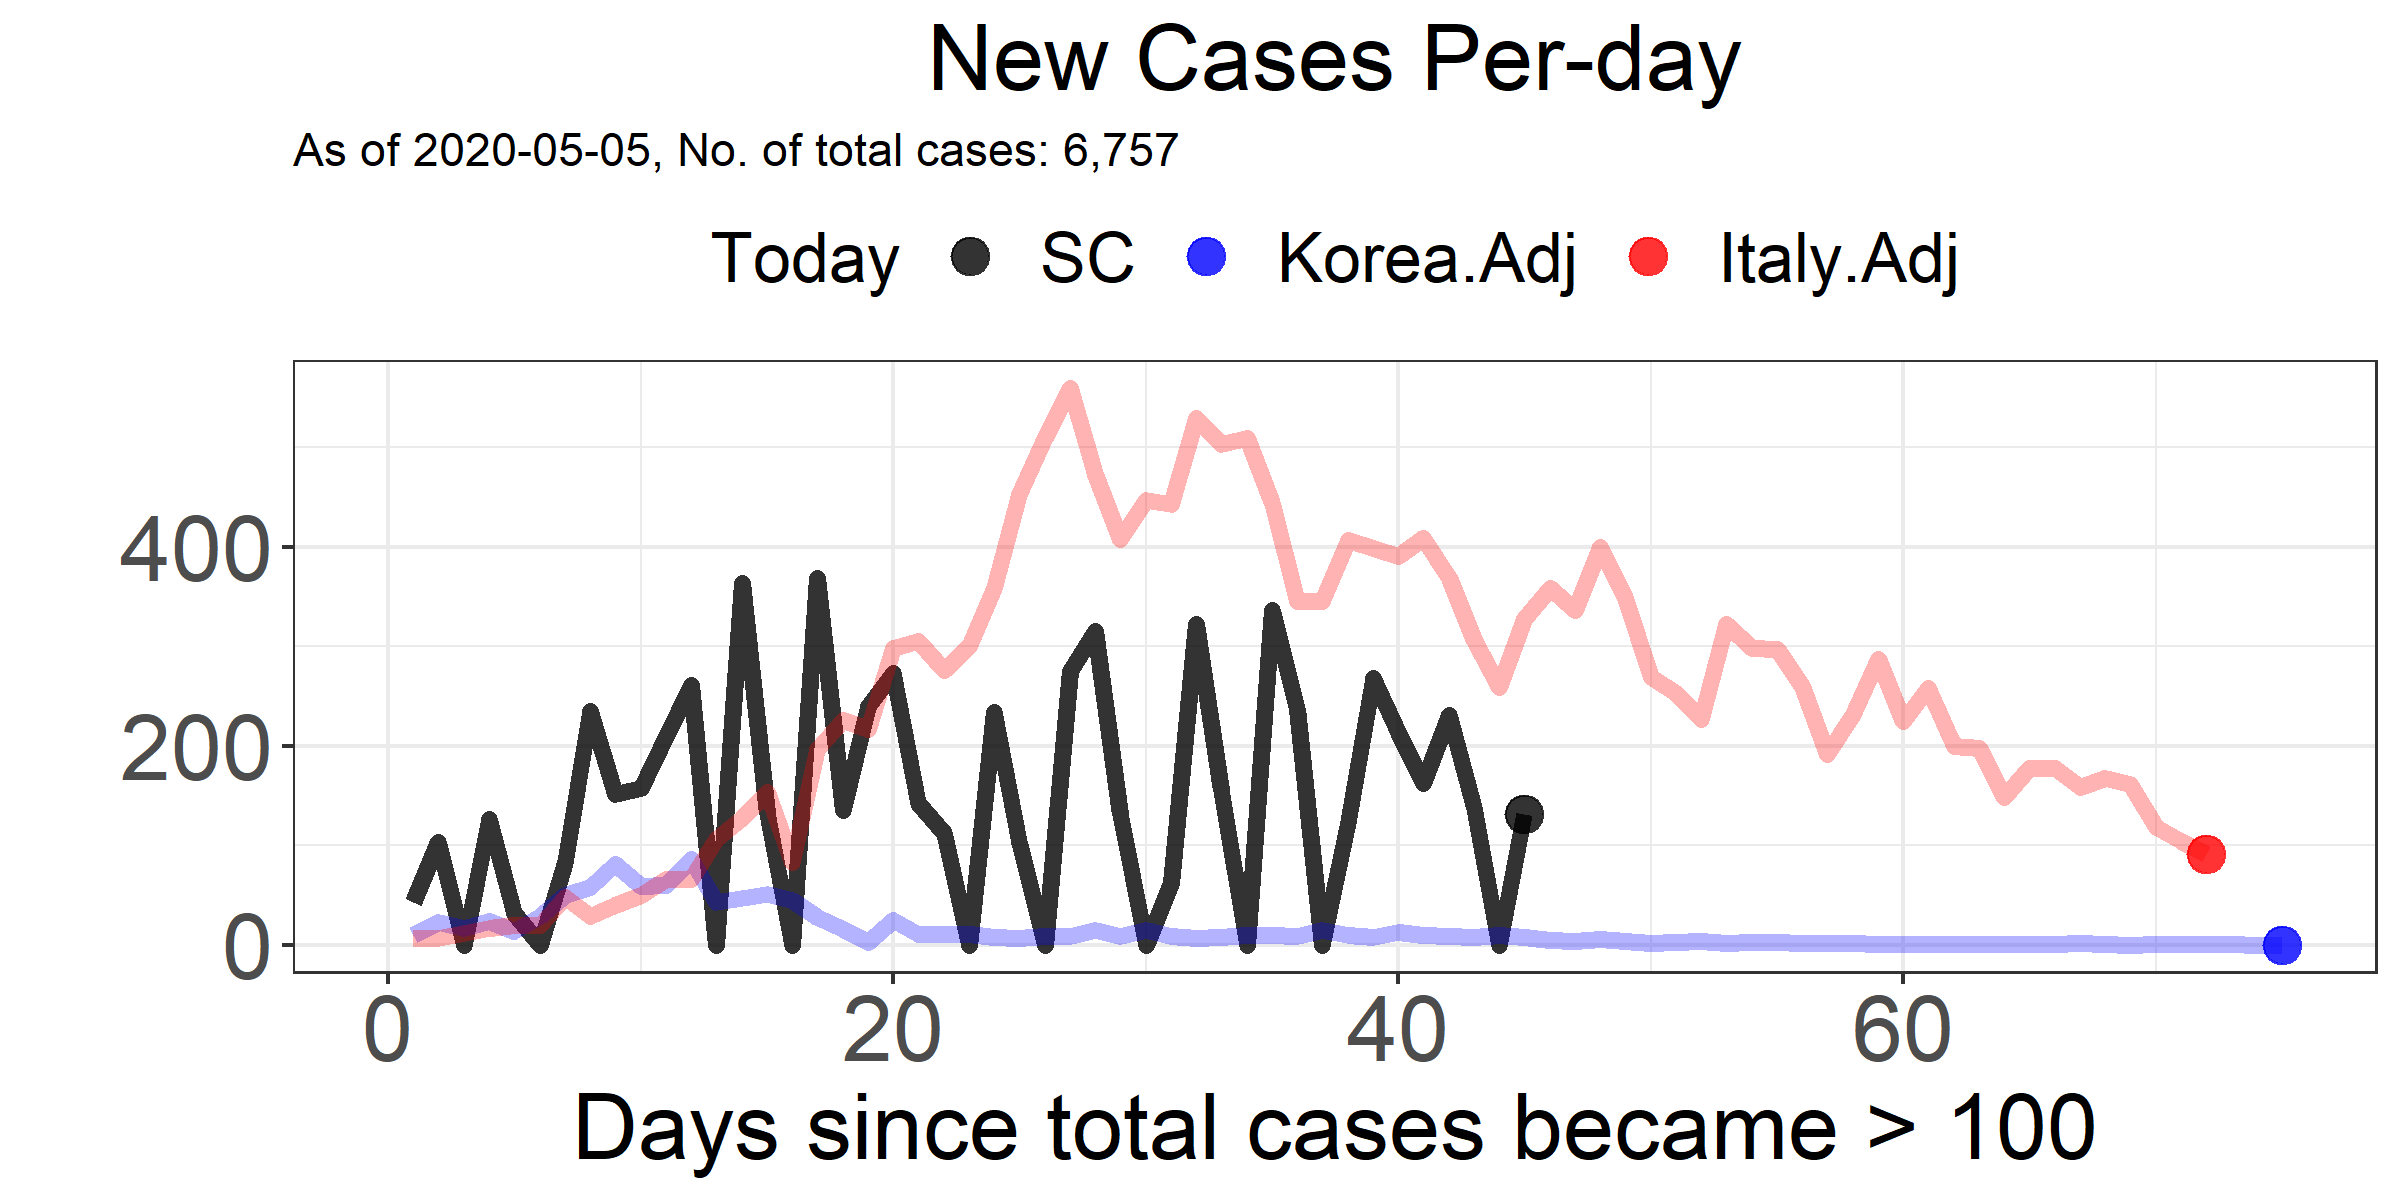 New Cases Per-day
As of 2020-05-05, No. of total cases: 6,757
Today SC Korea.Adj Italy.Adj
400
200
0
0 20 40 60
Days since total cases became > 100